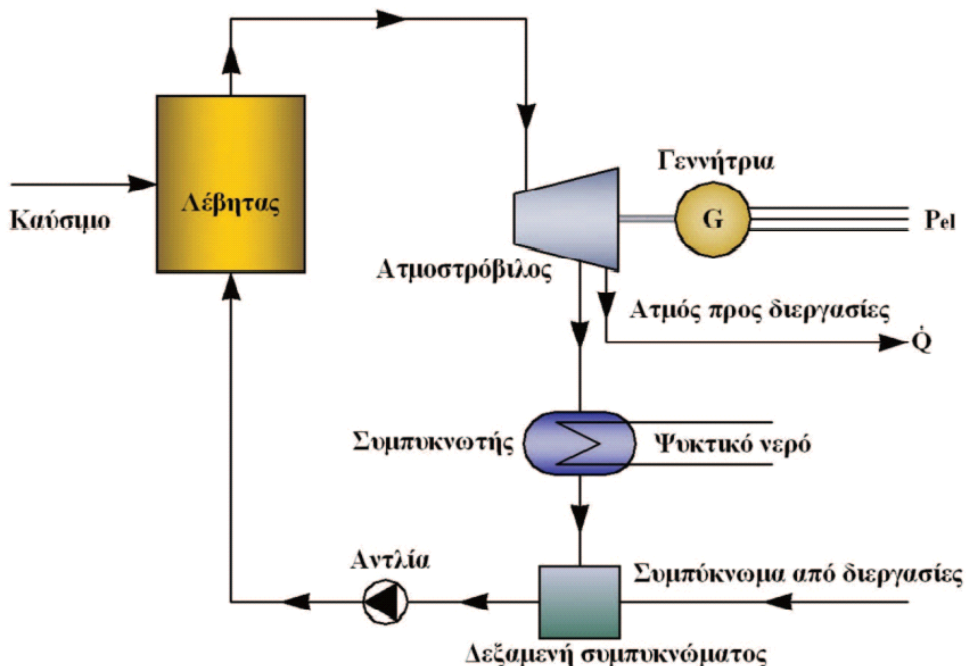 Γεννήτρια
Λέβητας
Καύσιμο
G
Pel
Ατμοστρόβιλος
Ατμός προς διεργασίες
Q̇
Συμπυκνωτής
Ψυκτικό νερό
Αντλία
Συμπύκνωμα από διεργασίες
Δεξαμενή συμπυκνώματος